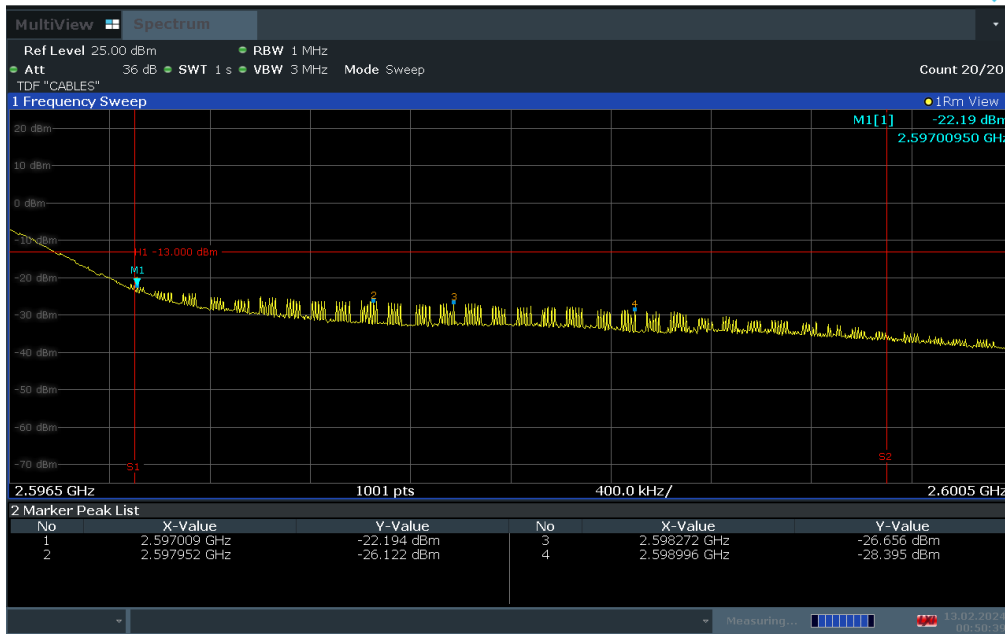 MultiView Spectrum
Ref Level 25.00 dBm RBW 1 MHz
Att 36 dB SWT 1 s VBW 3 MHz Mode Sweep Count 20/20
TDF "CABLES"
1 Frequency Sweep 1Rm View
M1[1] -22.19 dBm
2.59700950 GHz
20 dBm
10 dBm
0 dBm
-10 dBm
H1 -13.000 dBm
M1
-20 dBm
2 3 4
-30 dBm
-40 dBm
-50 dBm
-60 dBm
-70 dBm
S1 S2
2.5965 GHz 1001 pts 400.0 kHz/ 2.6005 GHz
2 Marker Peak List
No X-Value Y-Value No X-Value Y-Value
1 2.597009 GHz -22.194 dBm 3 2.598272 GHz -26.656 dBm
2 2.597952 GHz -26.122 dBm 4 2.598996 GHz -28.395 dBm
Measuring... 13.02.2024
00:50:39